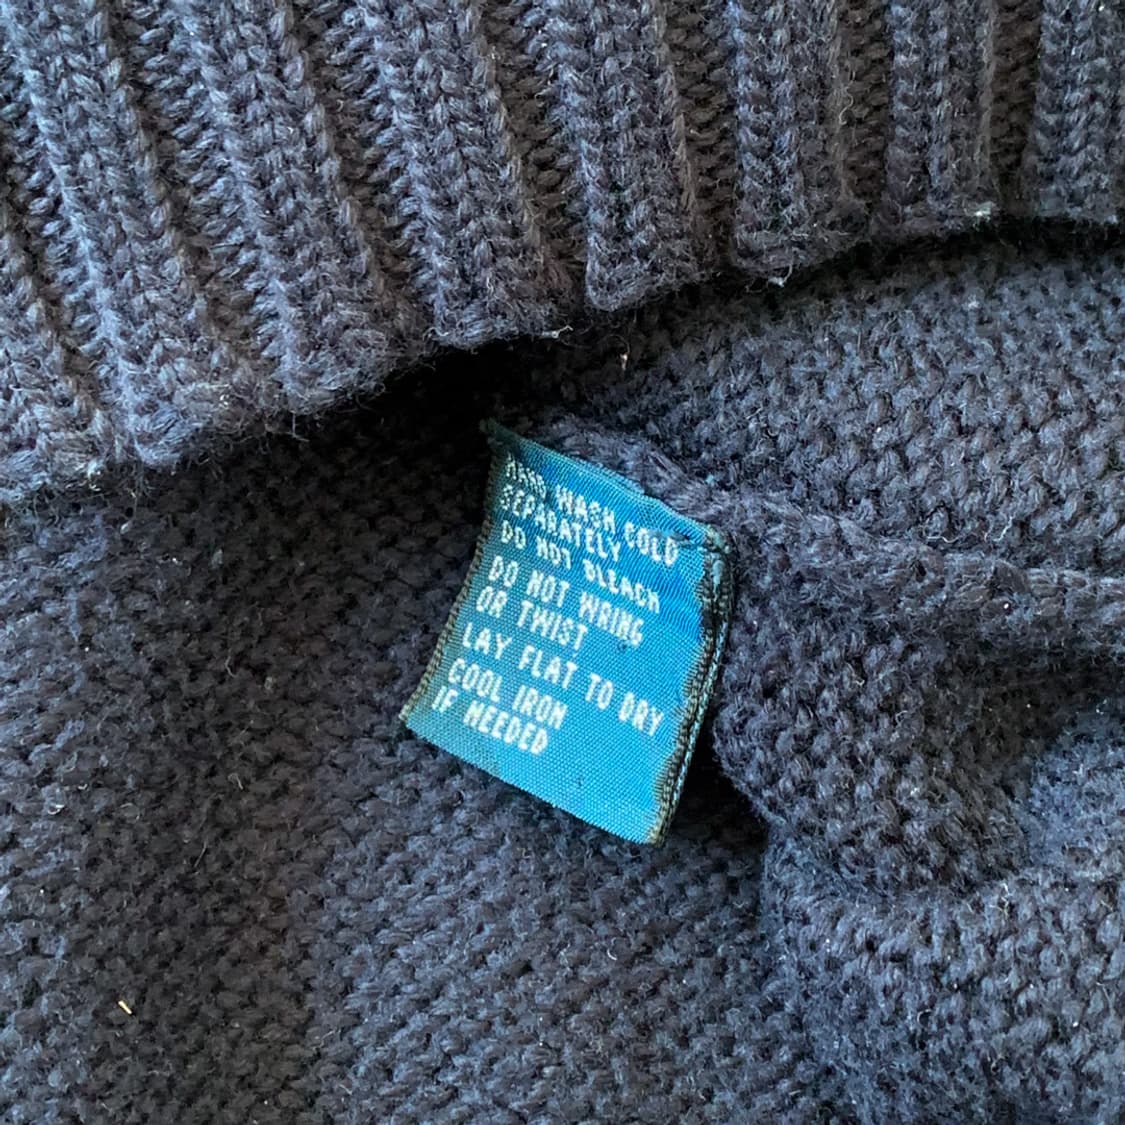 HAND WASH COLD
SEPARATELY
DO NOT BLEACH
DO NOT WRING
OR TWIST
LAY FLAT TO DRY
COOL IRON
IF NEEDED